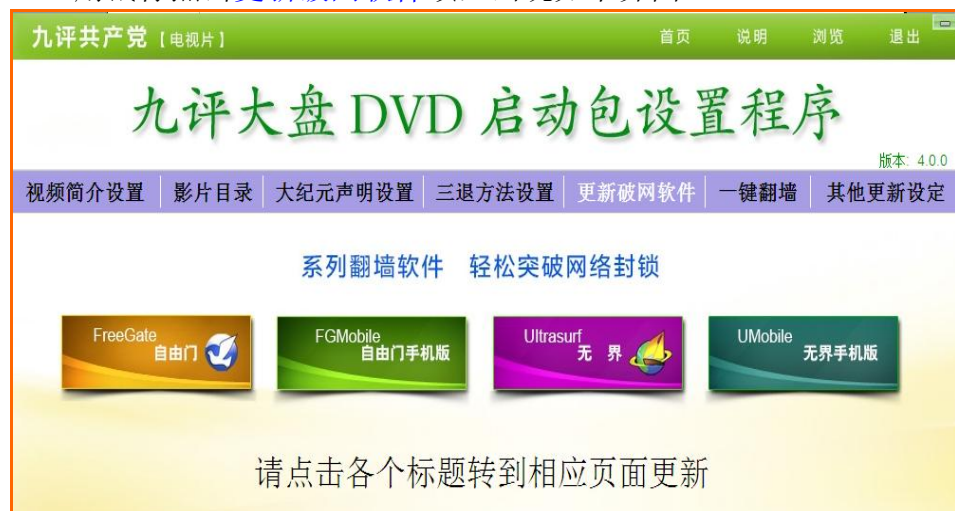 九评共产党【电视片】 首页 说明 浏览 退出
九评大盘 DVD 启动包设置程序
版本: 4.0.0
视频简介设置 影片目录 大纪元声明设置 三退方法设置 更新破网软件 一键翻墙 其他更新设定
系列翻墙软件 轻松突破网络封锁
FreeGate
自由门
FGMobile
自由门手机版
Ultrasurf
无 界
UMobile
无界手机版
请点击各个标题转到相应页面更新